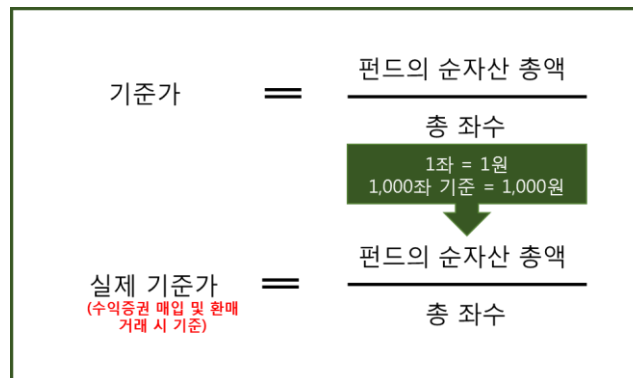 펀드의 순자산 총액
기준가 =
총 좌수
1좌 = 1원
1,000좌 기준 = 1,000원
펀드의 순자산 총액
실제 기준가 =
(수익증권 매입 및 환매
거래 시 기준)
총 좌수